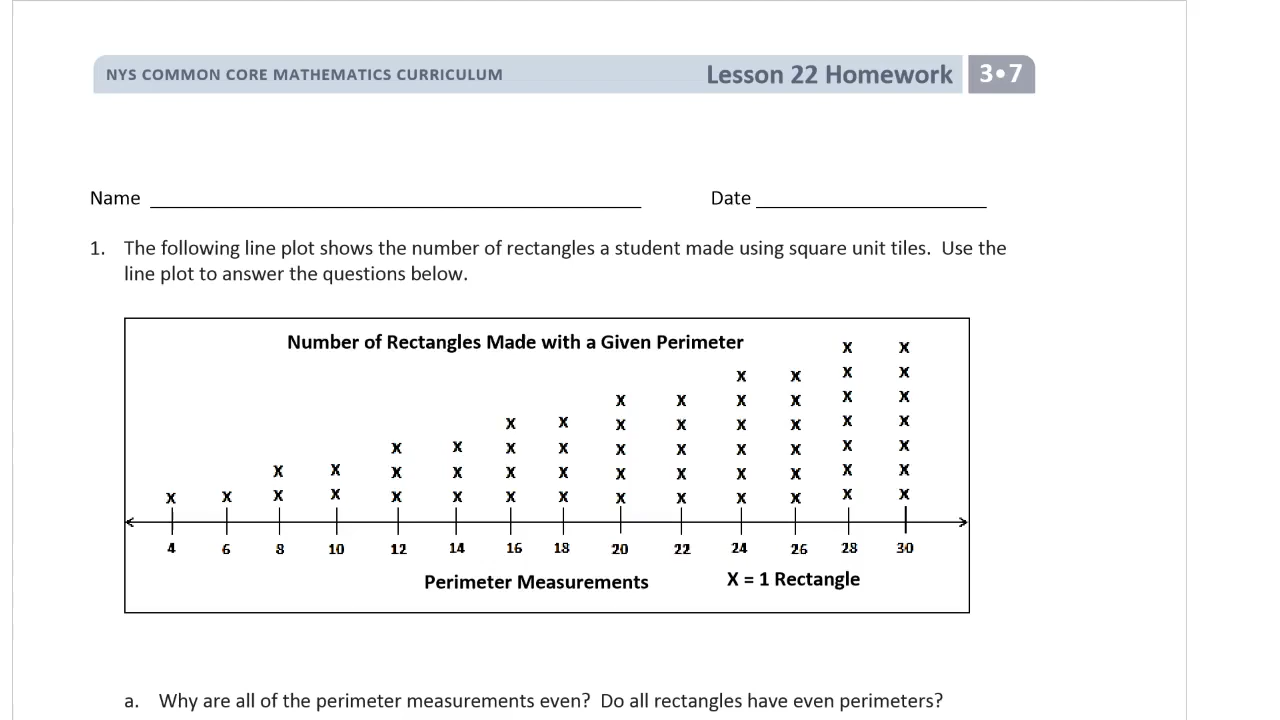 NYS COMMON CORE MATHEMATICS CURRICULUM Lesson 22 Homework 3•7
Name Date
1. The following line plot shows the number of rectangles a student made using square unit tiles. Use the
line plot to answer the questions below.
Number of Rectangles Made with a Given Perimeter
X X
X X X X
X X X X X X
X X X X X X X X
X X X X X X X X X X
X X X X X X X X X X X X
X X X X X X X X X X X X X X
4 6 8 10 12 14 16 18 20 22 24 26 28 30
Perimeter Measurements X = 1 Rectangle
a. Why are all of the perimeter measurements even? Do all rectangles have even perimeters?